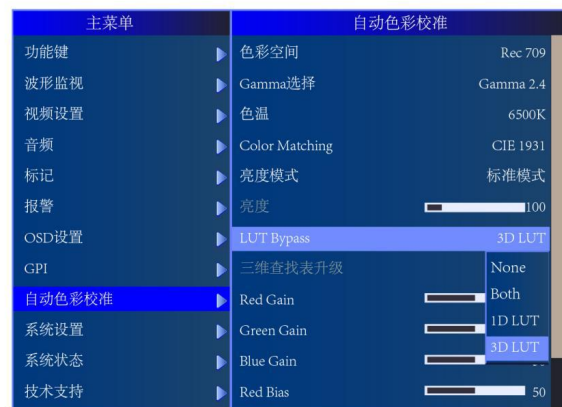 主菜单
功能键
波形监视
视频设置
音频
标记
报警
OSD设置
GPI
自动色彩校准
系统设置
系统状态
技术支持
自动色彩校准
色彩空间 Rec 709
Gamma选择 Gamma 2.4
色温 6500K
Color Matching CIE 1931
亮度模式 标准模式
亮度 100
LUT Bypass 3D LUT
三维查找表升级
Red Gain
Green Gain
Blue Gain
Red Bias 50
None
Both
1D LUT
3D LUT